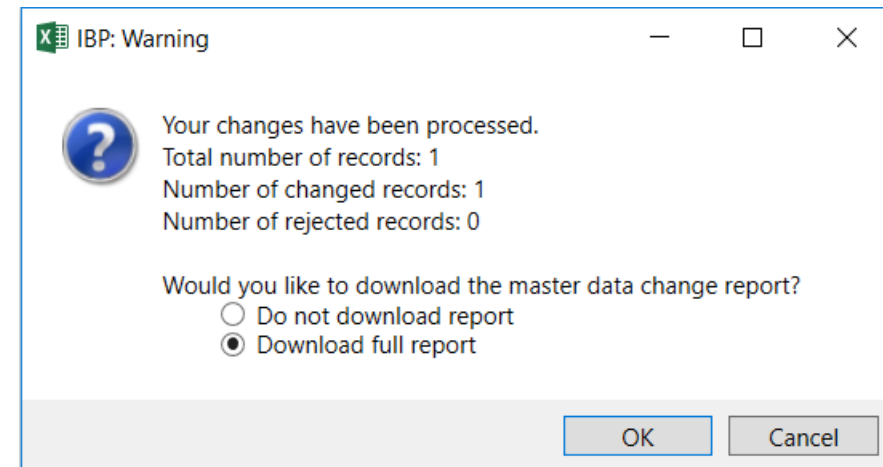 IBP: Warning
Your changes have been processed.
Total number of records: 1
Number of changed records: 1
Number of rejected records: 0
Would you like to download the master data change report?
Do not download report
Download full report
OK
Cancel